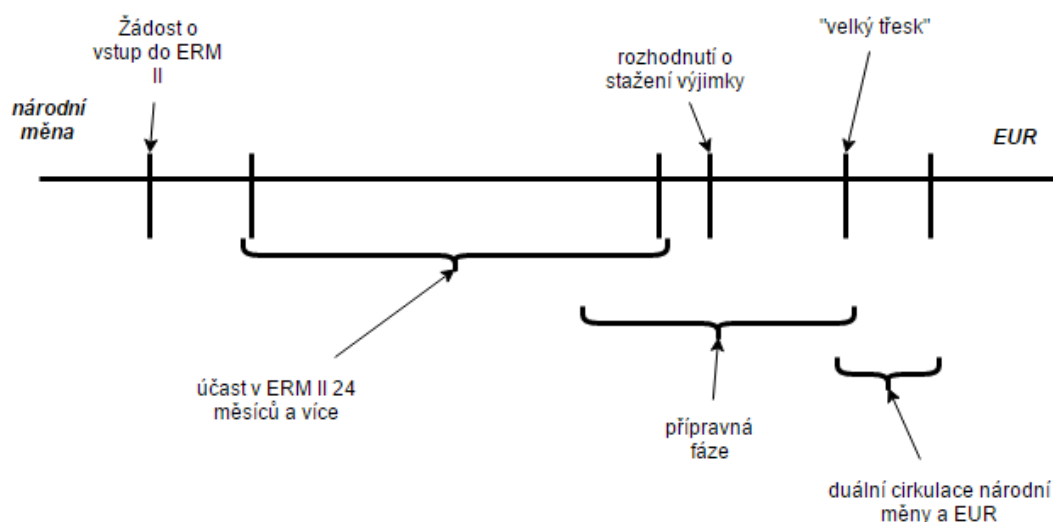 Žádost o
vstup do ERM
II
"velký třesk"
rozhodnutí o
stažení výjimky
národní
měna
EUR
účast v ERM II 24
měsíců a více
přípravná
fáze
duální cirkulace národní
měny a EUR